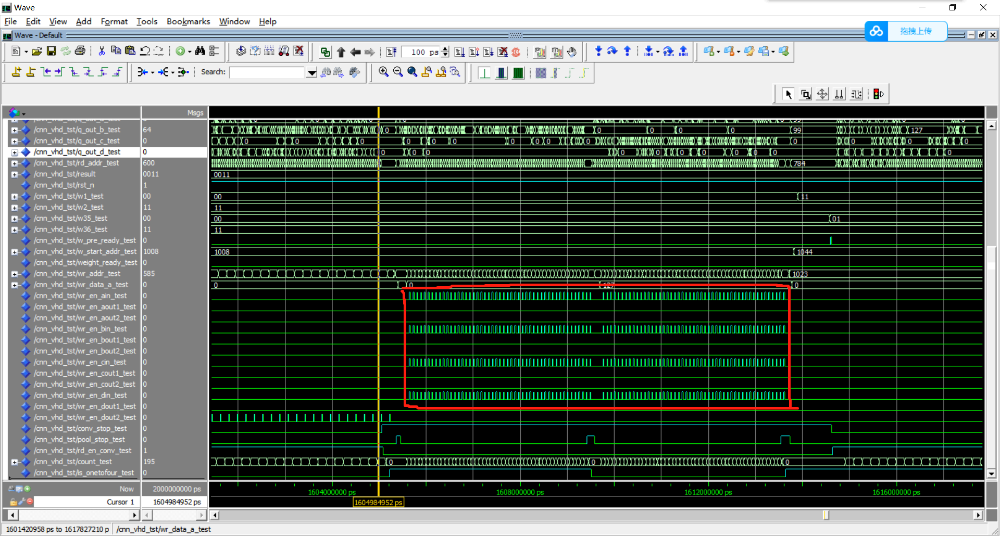 Wave
File Edit View Add Format Tools Bookmarks Window Help
Wave - Default
拖拽上传
100 ps
Search:
Msgs
/cnn_vhd_tst/q_out_b_test 64 0 0 0 0 0 99 127
/cnn_vhd_tst/q_out_c_test 0 0 0 0 0 0 0 0 0 0 0 0 0 0 0
/cnn_vhd_tst/q_out_d_test 0 0 0 0 0 0 0 0 0 0 0 0
/cnn_vhd_tst/rd_addr_test 600 784
/cnn_vhd_tst/result 0011 0011
/cnn_vhd_tst/rst_n 1
/cnn_vhd_tst/w1_test 00 00 11
/cnn_vhd_tst/w2_test 11 11
/cnn_vhd_tst/w35_test 00 00 01
/cnn_vhd_tst/w36_test 11 11
/cnn_vhd_tst/w_pre_ready_test 0
/cnn_vhd_tst/w_start_addr_test 1008 1008 1044
/cnn_vhd_tst/weight_ready_test 0
/cnn_vhd_tst/wr_addr_test 585 1023
/cnn_vhd_tst/wr_data_a_test 0 0 0 127 0
/cnn_vhd_tst/wr_en_ain_test 0
/cnn_vhd_tst/wr_en_aout1_test 0
/cnn_vhd_tst/wr_en_aout2_test 0
/cnn_vhd_tst/wr_en_bin_test 0
/cnn_vhd_tst/wr_en_bout1_test 0
/cnn_vhd_tst/wr_en_bout2_test 0
/cnn_vhd_tst/wr_en_cin_test 0
/cnn_vhd_tst/wr_en_cout1_test 0
/cnn_vhd_tst/wr_en_cout2_test 0
/cnn_vhd_tst/wr_en_din_test 0
/cnn_vhd_tst/wr_en_dout1_test 0
/cnn_vhd_tst/wr_en_dout2_test 0
/cnn_vhd_tst/conv_stop_test 0
/cnn_vhd_tst/pool_stop_test 0
/cnn_vhd_tst/rd_en_conv_test 1
/cnn_vhd_tst/count_test 195 0 0 0
/cnn_vhd_tst/is_onetofour_test 0
Now 2000000000 ps 1604000000 ps 1608000000 ps 1612000000 ps 1616000000 ps
Cursor 1 1604984952 ps 1604984952 ps
1601420958 ps to 1617827210 p /cnn_vhd_tst/wr_data_a_test